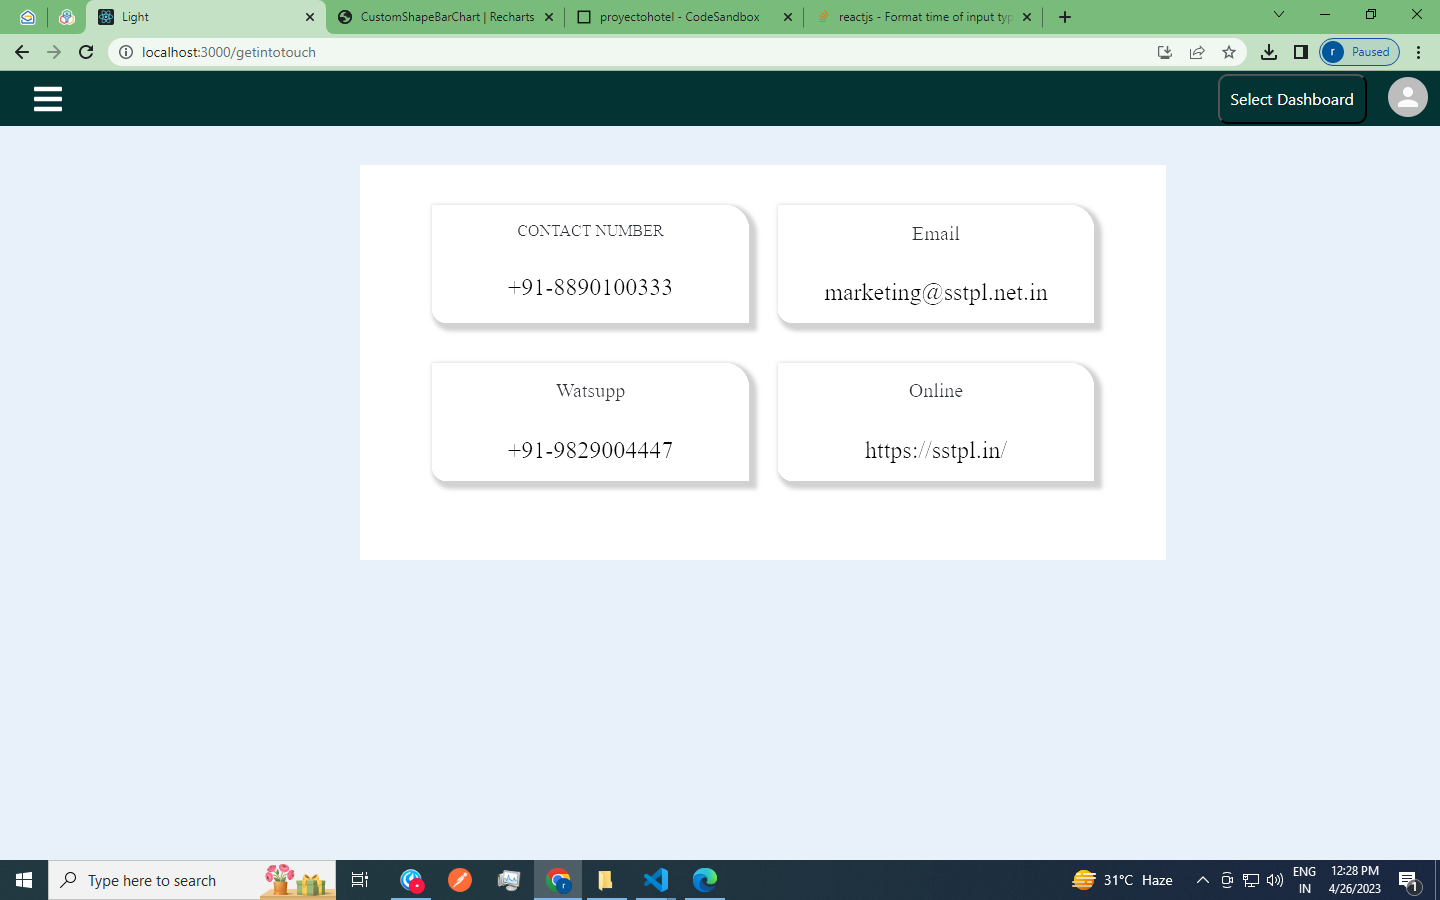 Light
CustomShapeBarChart | Recharts
proyectohotel - CodeSandbox
reactjs - Format time of input typ
localhost:3000/getintotouch
r
Paused
Select Dashboard
CONTACT NUMBER
+91-8890100333
Email
marketing@sstpl.net.in
Watsupp
+91-9829004447
Online
https://sstpl.in/
Type here to search
r
31°C Haze
ENG
IN
12:28 PM
4/26/2023
1